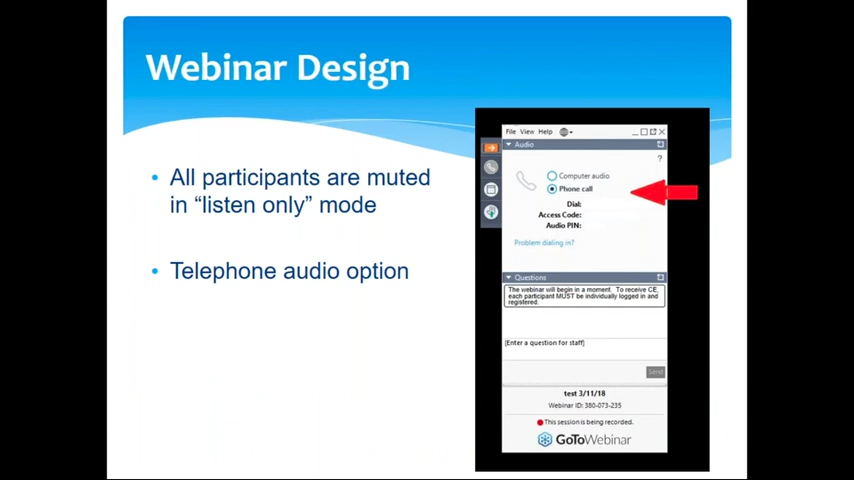 Webinar Design
• All participants are muted
in “listen only” mode
• Telephone audio option
File View Help
Audio
?
Computer audio
Phone call
Dial:
Access Code:
Audio PIN:
Problem dialing in?
Questions
The webinar will begin in a moment. To receive CE,
each participant MUST be individually logged in and
registered.
[Enter a question for staff]
Send
test 3/11/18
Webinar ID: 380-073-235
This session is being recorded.
GoToWebinar